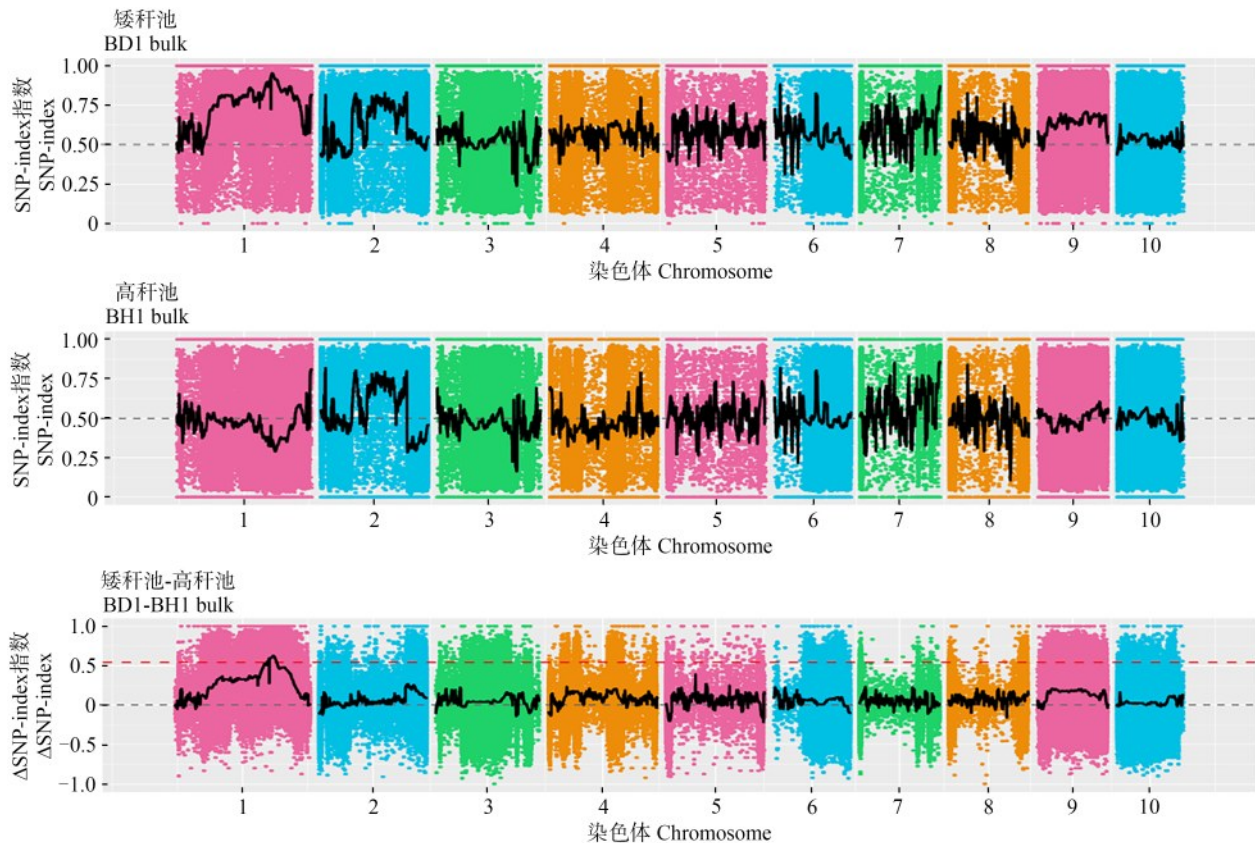 矮秆池
BD1 bulk
SNP-index指数
SNP-index
1.00
0.75
0.50
0.25
0
1 2 3 4 5 6 7 8 9 10
染色体 Chromosome
高秆池
BH1 bulk
SNP-index指数
SNP-index
1.00
0.75
0.50
0.25
0
1 2 3 4 5 6 7 8 9 10
染色体 Chromosome
矮秆池-高秆池
BD1-BH1 bulk
ΔSNP-index指数
ΔSNP-index
1.0
0.5
0
−0.5
−1.0
1 2 3 4 5 6 7 8 9 10
染色体 Chromosome